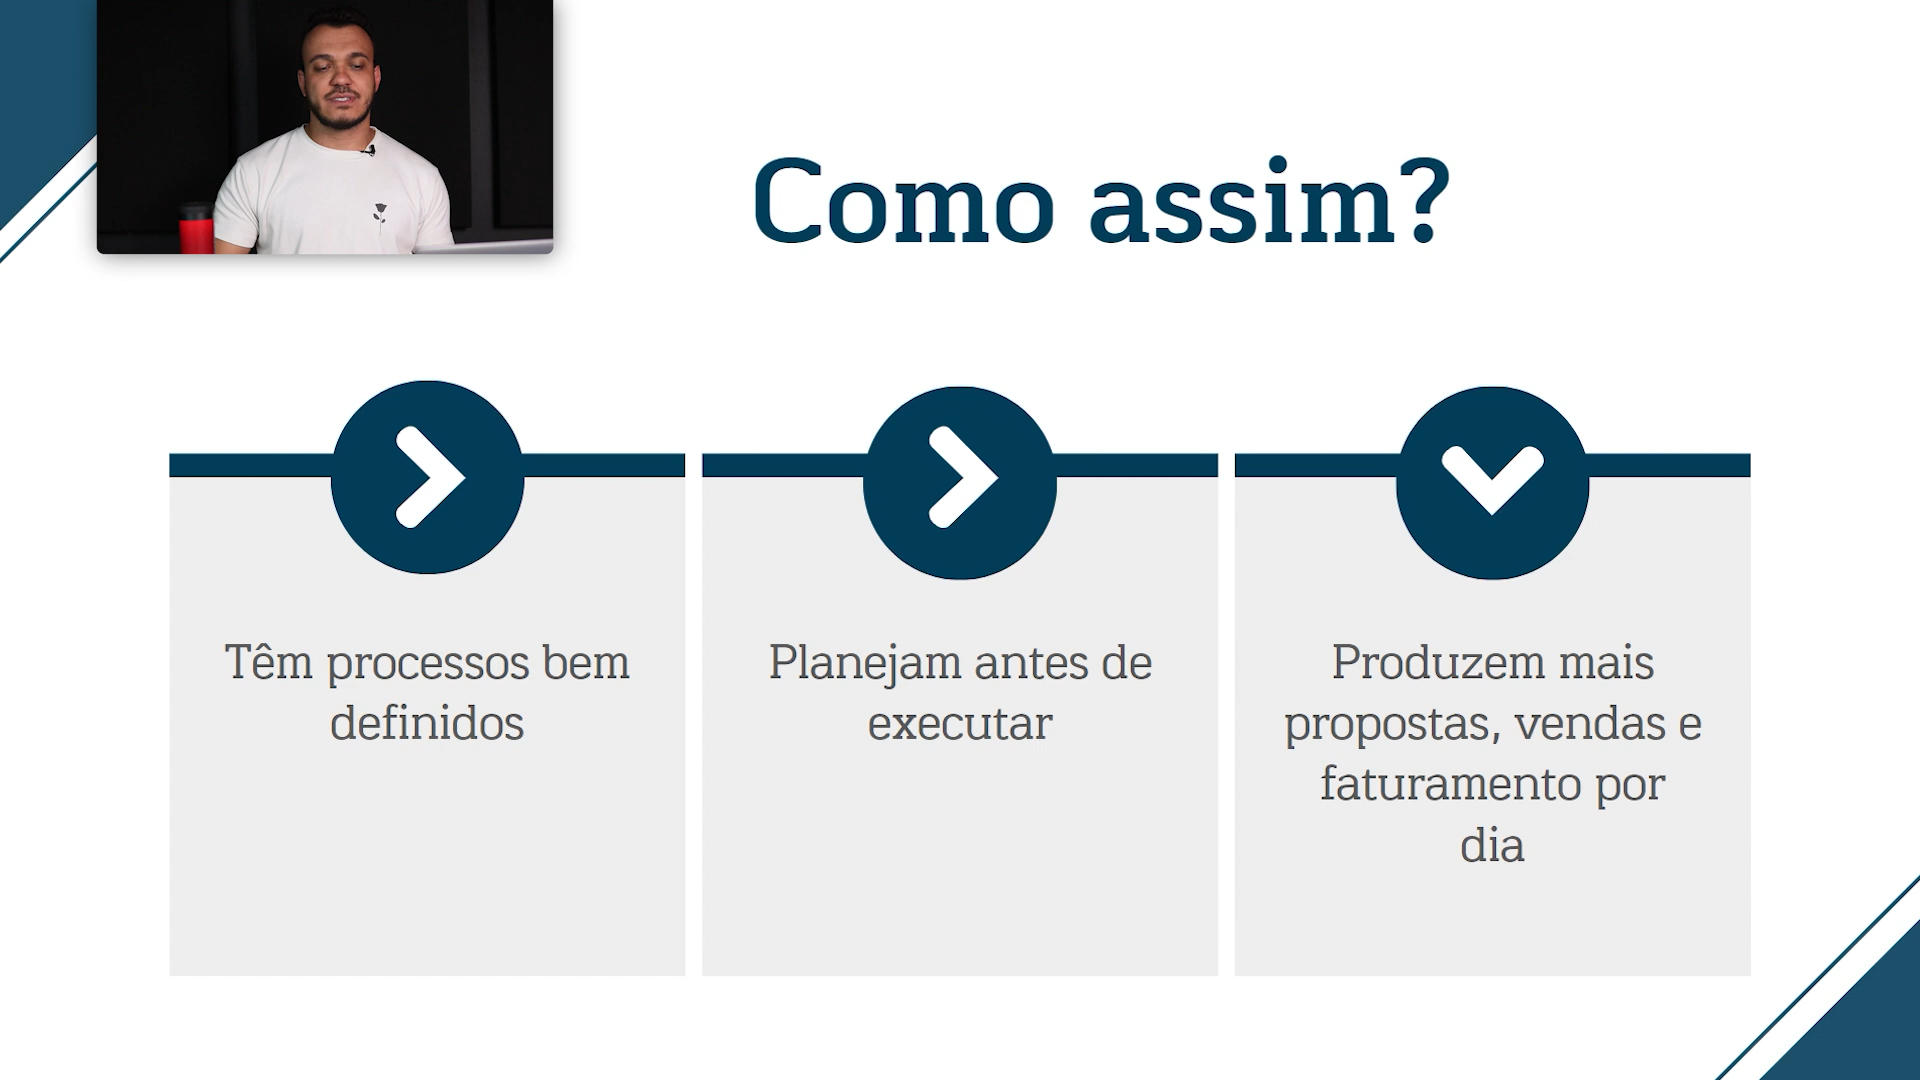 Como assim?
Têm processos bem
definidos
Planejam antes de
executar
Produzem mais
propostas, vendas e
faturamento por
dia